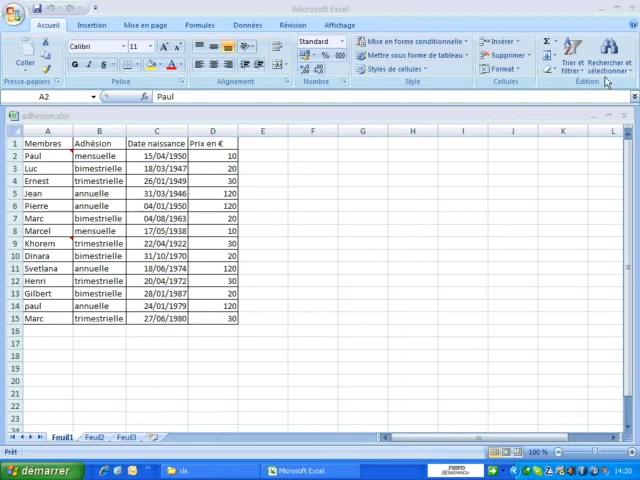 Microsoft Excel
Accueil Insertion Mise en page Formules Données Révision Affichage
Coller
Calibri 11
G I S
Standard
% 000
Mise en forme conditionnelle
Mettre sous forme de tableau
Styles de cellules
Insérer
Supprimer
Format
Σ
Trier et filtrer
Rechercher et sélectionner
Presse-papiers Police Alignement Nombre Style Cellules Édition
A2 fx Paul
adhesion.xlsx
A B C D E F G H I J K L
1 Membres Adhésion Date naissance Prix en €
2 Paul mensuelle 15/04/1950 10
3 Luc bimestrielle 18/03/1947 20
4 Ernest trimestrielle 26/01/1949 30
5 Jean annuelle 31/03/1946 120
6 Pierre annuelle 04/01/1950 120
7 Marc bimestrielle 04/08/1963 20
8 Marcel mensuelle 17/05/1938 10
9 Khorem trimestrielle 22/04/1922 30
10 Dinara bimestrielle 31/10/1970 20
11 Svetlana annuelle 18/06/1974 120
12 Henri trimestrielle 20/04/1972 30
13 Gilbert bimestrielle 28/01/1987 20
14 paul annuelle 24/01/1979 120
15 Marc trimestrielle 27/06/1980 30
16
17
18
19
20
21
22
23
24
Feuil1 Feuil2 Feuil3
Prêt 100 %
démarrer xls Microsoft Excel nero SEARCH 14:20